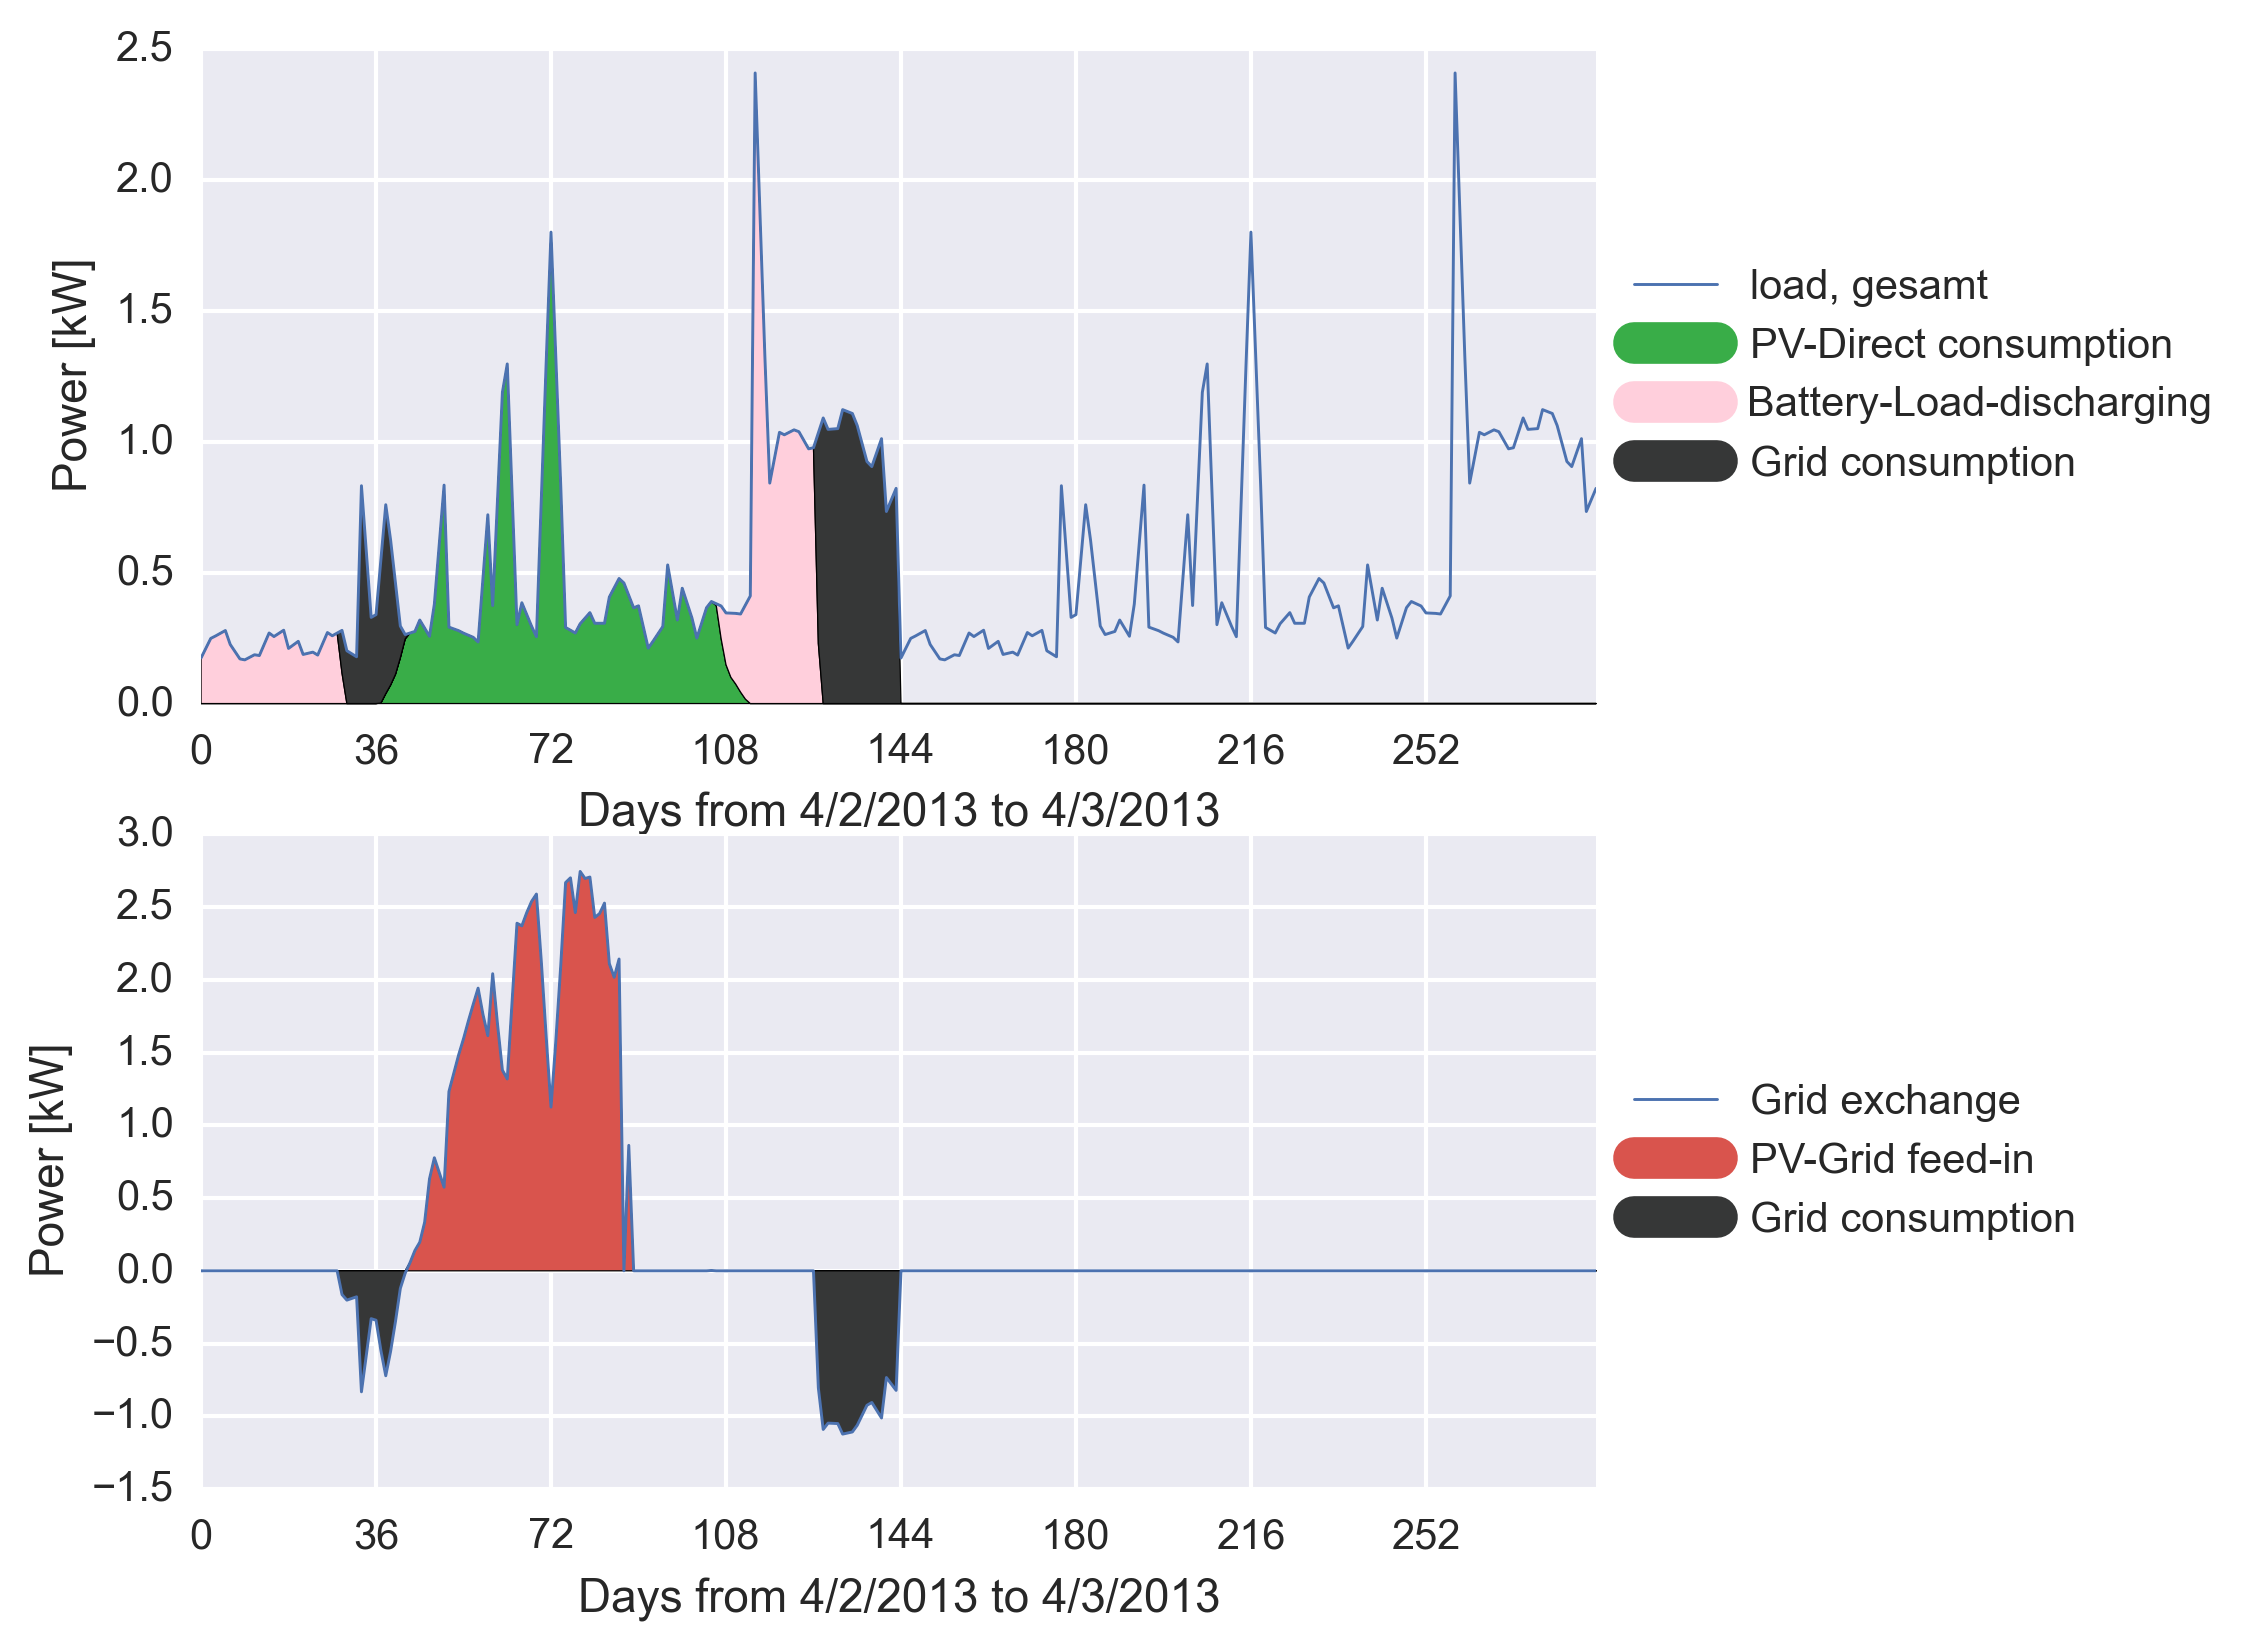 2.5
2.0
1.5
1.0
0.5
0.0
Power [kW]
0 36 72 108 144 180 216 252
Days from 4/2/2013 to 4/3/2013
load, gesamt
PV-Direct consumption
Battery-Load-discharging
Grid consumption
3.0
2.5
2.0
1.5
1.0
0.5
0.0
−0.5
−1.0
−1.5
Power [kW]
0 36 72 108 144 180 216 252
Days from 4/2/2013 to 4/3/2013
Grid exchange
PV-Grid feed-in
Grid consumption